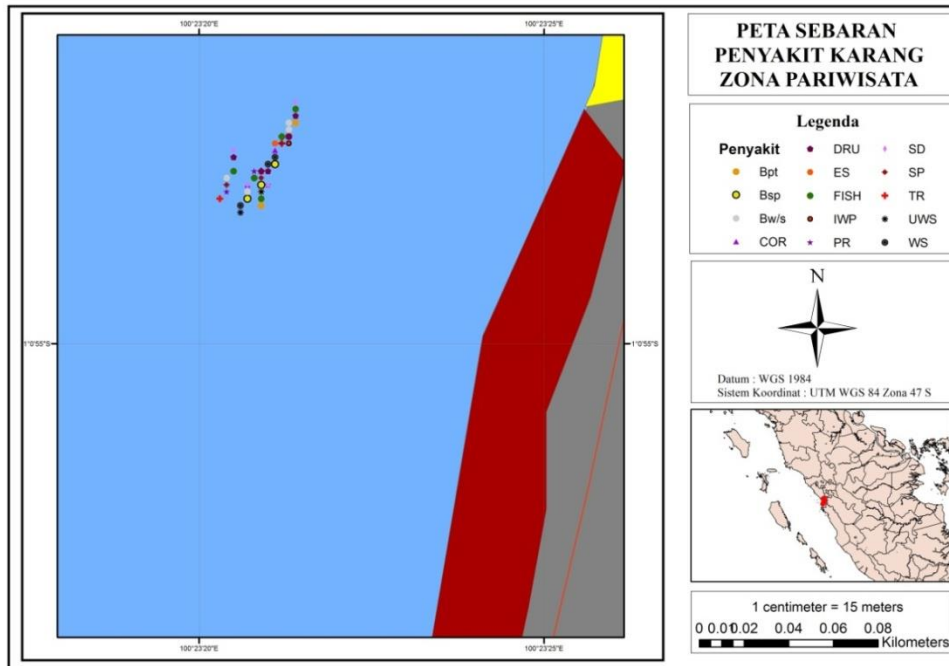 100°23'20"E
100°23'25"E
1°0'55"S
1°0'55"S
100°23'20"E
100°23'25"E
PETA SEBARAN
PENYAKIT KARANG
ZONA PARIWISATA
Legenda
Penyakit
Bpt
Bsp
Bw/s
COR
DRU
ES
FISH
IWP
PR
SD
SP
TR
UWS
WS
N
Datum : WGS 1984
Sistem Koordinat : UTM WGS 84 Zona 47 S
1 centimeter = 15 meters
0 0.01 0.02 0.04 0.06 0.08
Kilometers